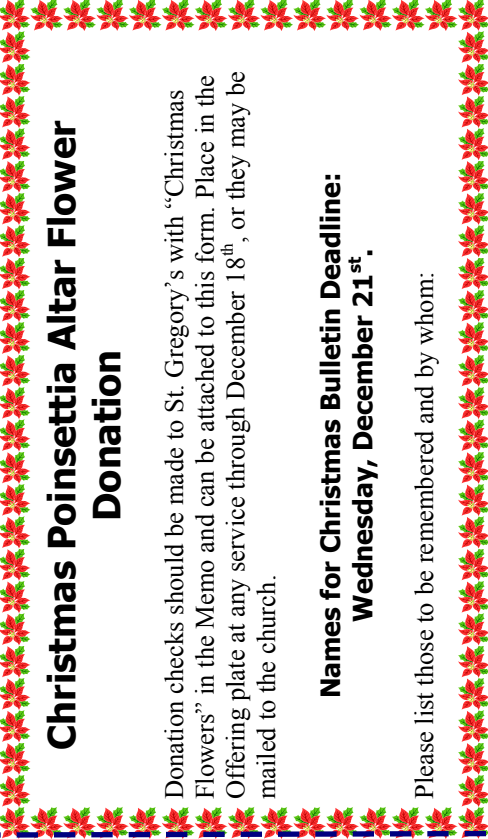 Christmas Poinsettia Altar Flower
Donation
Donation checks should be made to St. Gregory’s with “Christmas
Flowers” in the Memo and can be attached to this form. Place in the
Offering plate at any service through December 18th, or they may be
mailed to the church.
Names for Christmas Bulletin Deadline:
Wednesday, December 21st.
Please list those to be remembered and by whom: